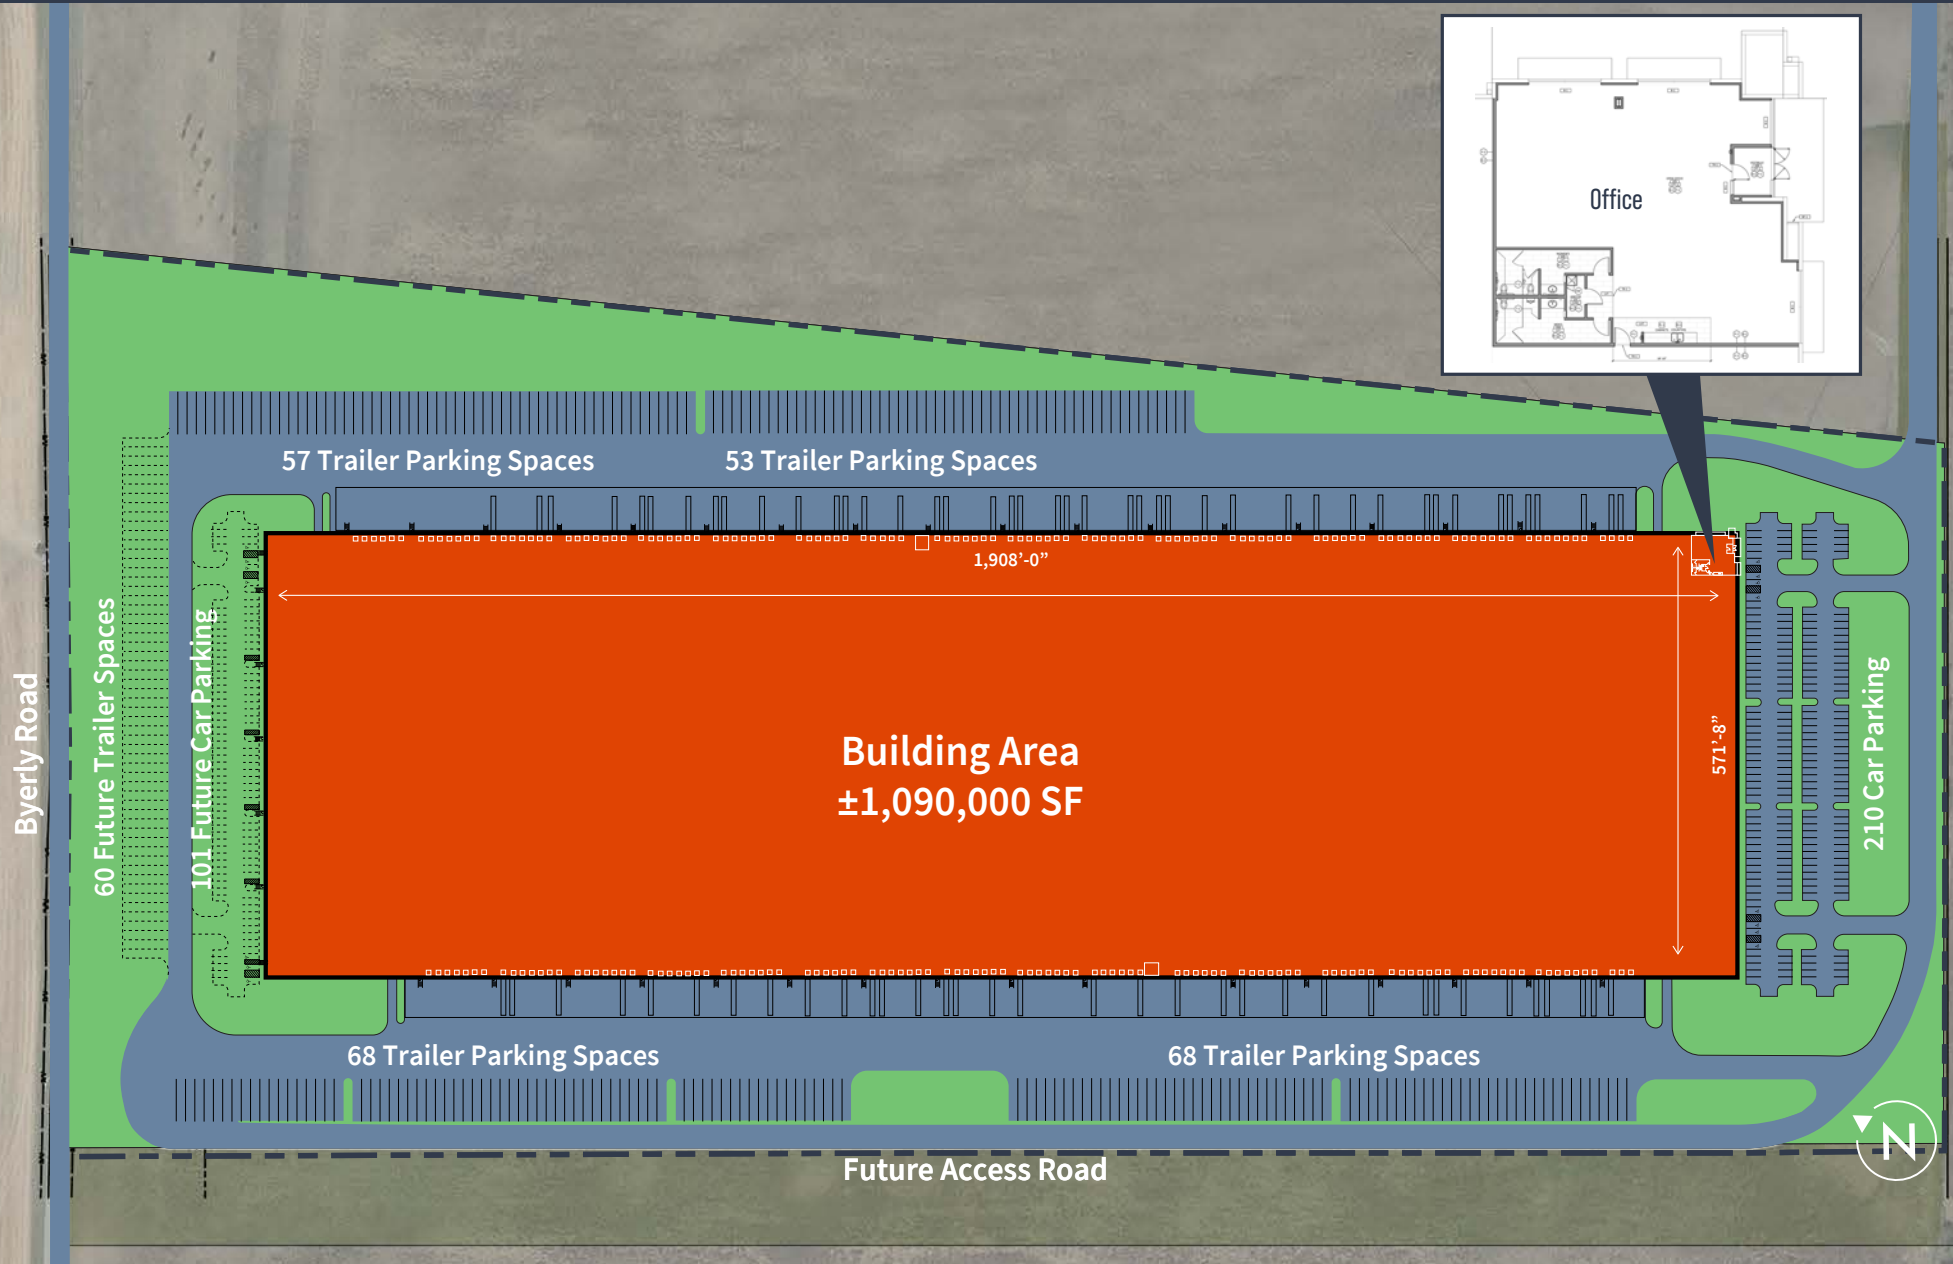 Office
57 Trailer Parking Spaces
53 Trailer Parking Spaces
1,908’-0”
571’-8”
Building Area
±1,090,000 SF
Byerly Road
60 Future Trailer Spaces
101 Future Car Parking
210 Car Parking
68 Trailer Parking Spaces
68 Trailer Parking Spaces
Future Access Road
N